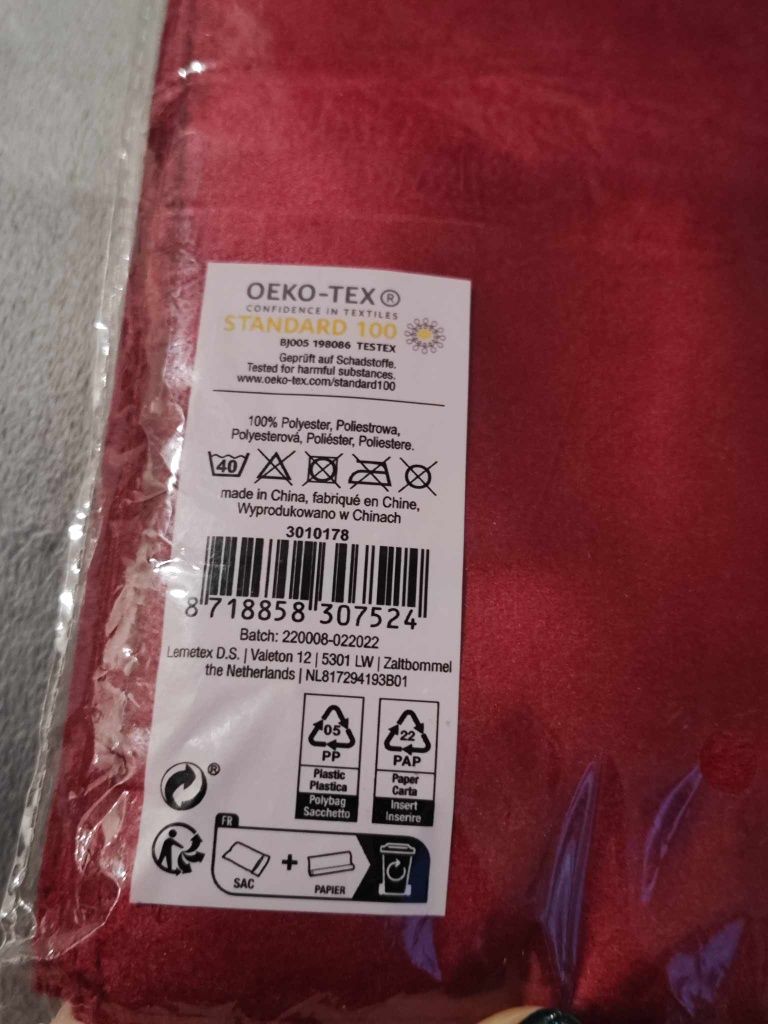 OEKO-TEX®
CONFIDENCE IN TEXTILES
STANDARD 100
BJ005 198086 TESTEX
Geprüft auf Schadstoffe.
Tested for harmful substances.
www.oeko-tex.com/standard100
100% Polyester, Poliestrowa,
Polyesterová, Poliéster, Poliestere.
40
made in China, fabriqué en Chine,
Wyprodukowano w Chinach
3010178
8 718858 307524
Batch: 220008-022022
Lemetex D.S. | Valeton 12 | 5301 LW | Zaltbommel
the Netherlands | NL817294193B01
05
PP
Plastic
Plastica
Polybag
Sacchetto
22
PAP
Paper
Carta
Insert
Inserire
®
FR
SAC
+
PAPIER